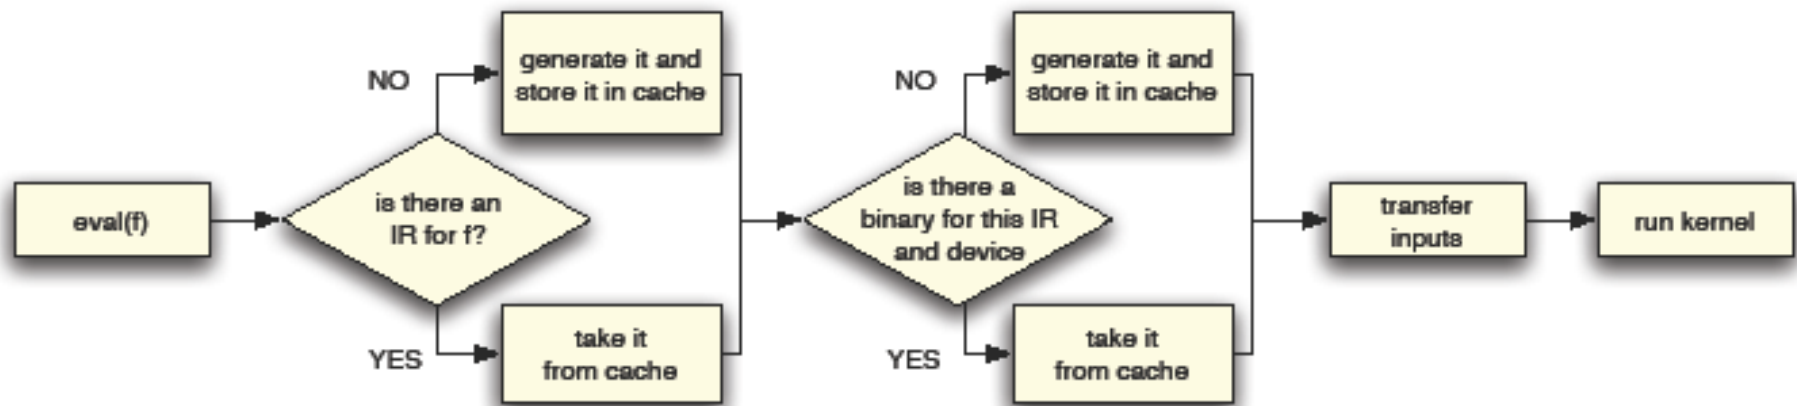 eval(f)
is there an
IR for f?
NO
generate it and
store it in cache
YES
take it
from cache
is there a
binary for this IR
and device
NO
generate it and
store it in cache
YES
take it
from cache
transfer
inputs
run kernel